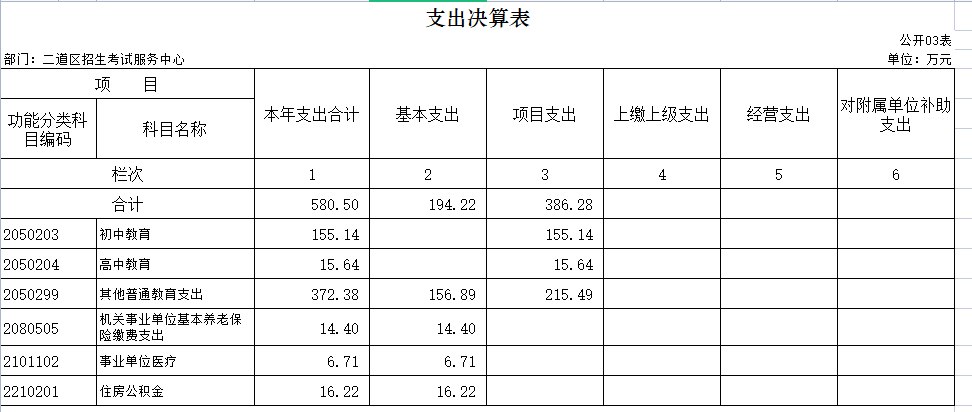 支出决算表
公开03表
部门：二道区招生考试服务中心 单位：万元
项 目 本年支出合计 基本支出 项目支出 上缴上级支出 经营支出 对附属单位补助支出
功能分类科目编码 科目名称
栏次 1 2 3 4 5 6
合计 580.50 194.22 386.28
2050203 初中教育 155.14 155.14
2050204 高中教育 15.64 15.64
2050299 其他普通教育支出 372.38 156.89 215.49
2080505 机关事业单位基本养老保险缴费支出 14.40 14.40
2101102 事业单位医疗 6.71 6.71
2210201 住房公积金 16.22 16.22